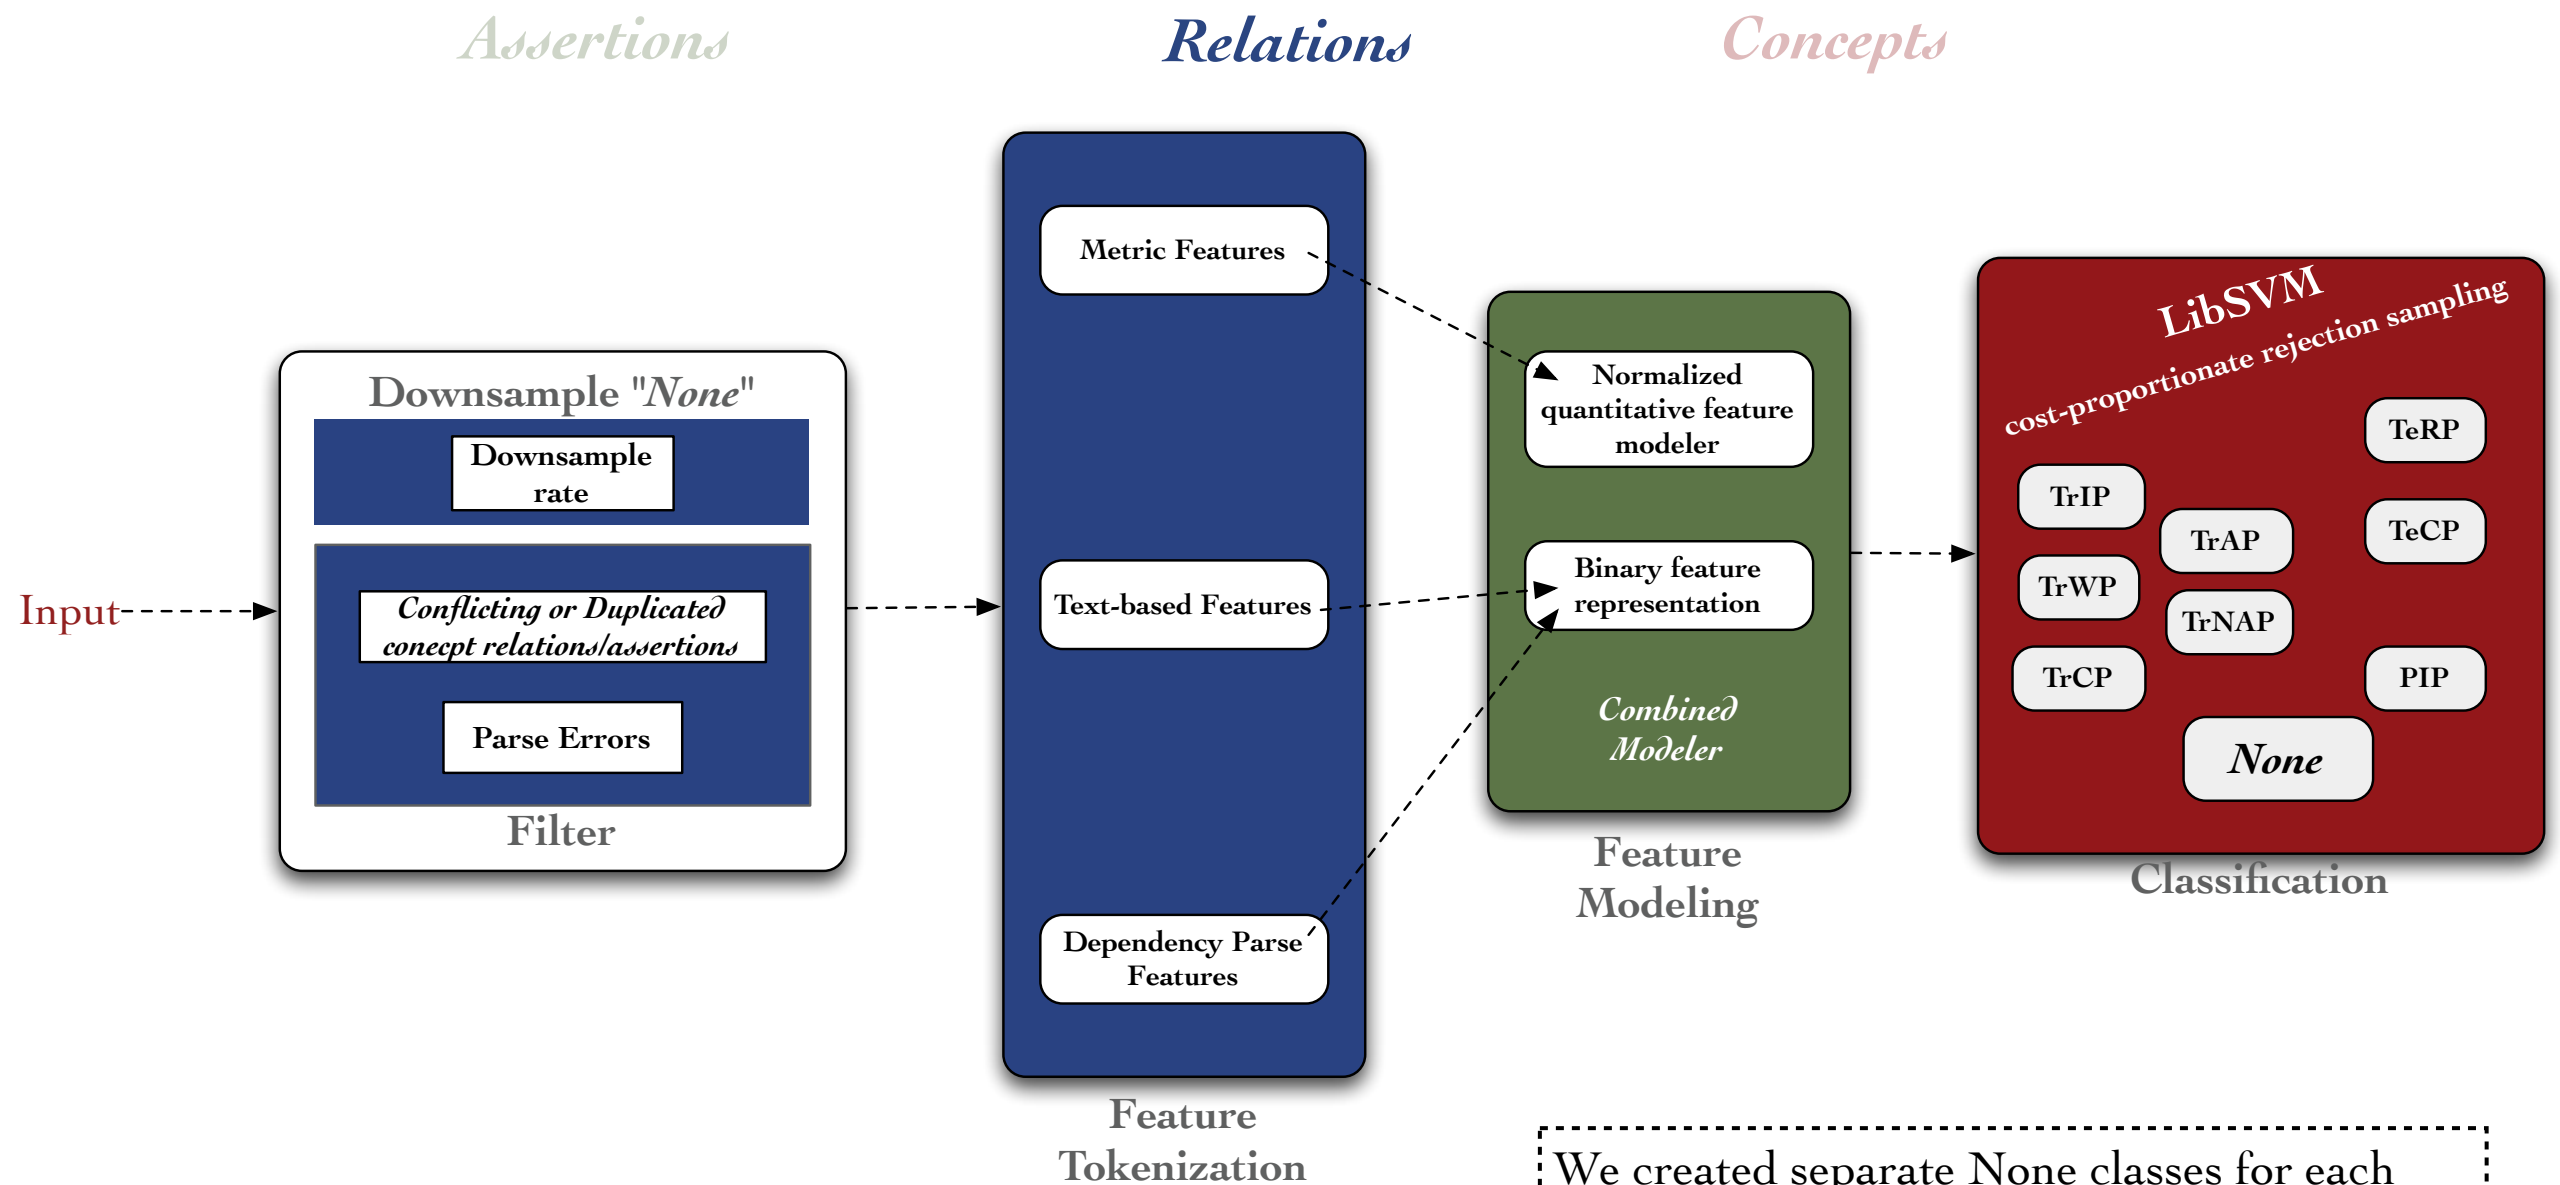 Assertions
Relations
Concepts
Input
Downsample "None"
Downsample
rate
Conflicting or Duplicated
conecpt relations/assertions
Parse Errors
Filter
Metric Features
Text-based Features
Dependency Parse
Features
Feature
Tokenization
Normalized
quantitative feature
modeler
Binary feature
representation
Combined
Modeler
Feature
Modeling
LibSVM
cost-proportionate rejection sampling
TeRP
TrIP
TrAP
TeCP
TrWP
TrNAP
TrCP
PIP
None
Classification
We created separate None classes for each